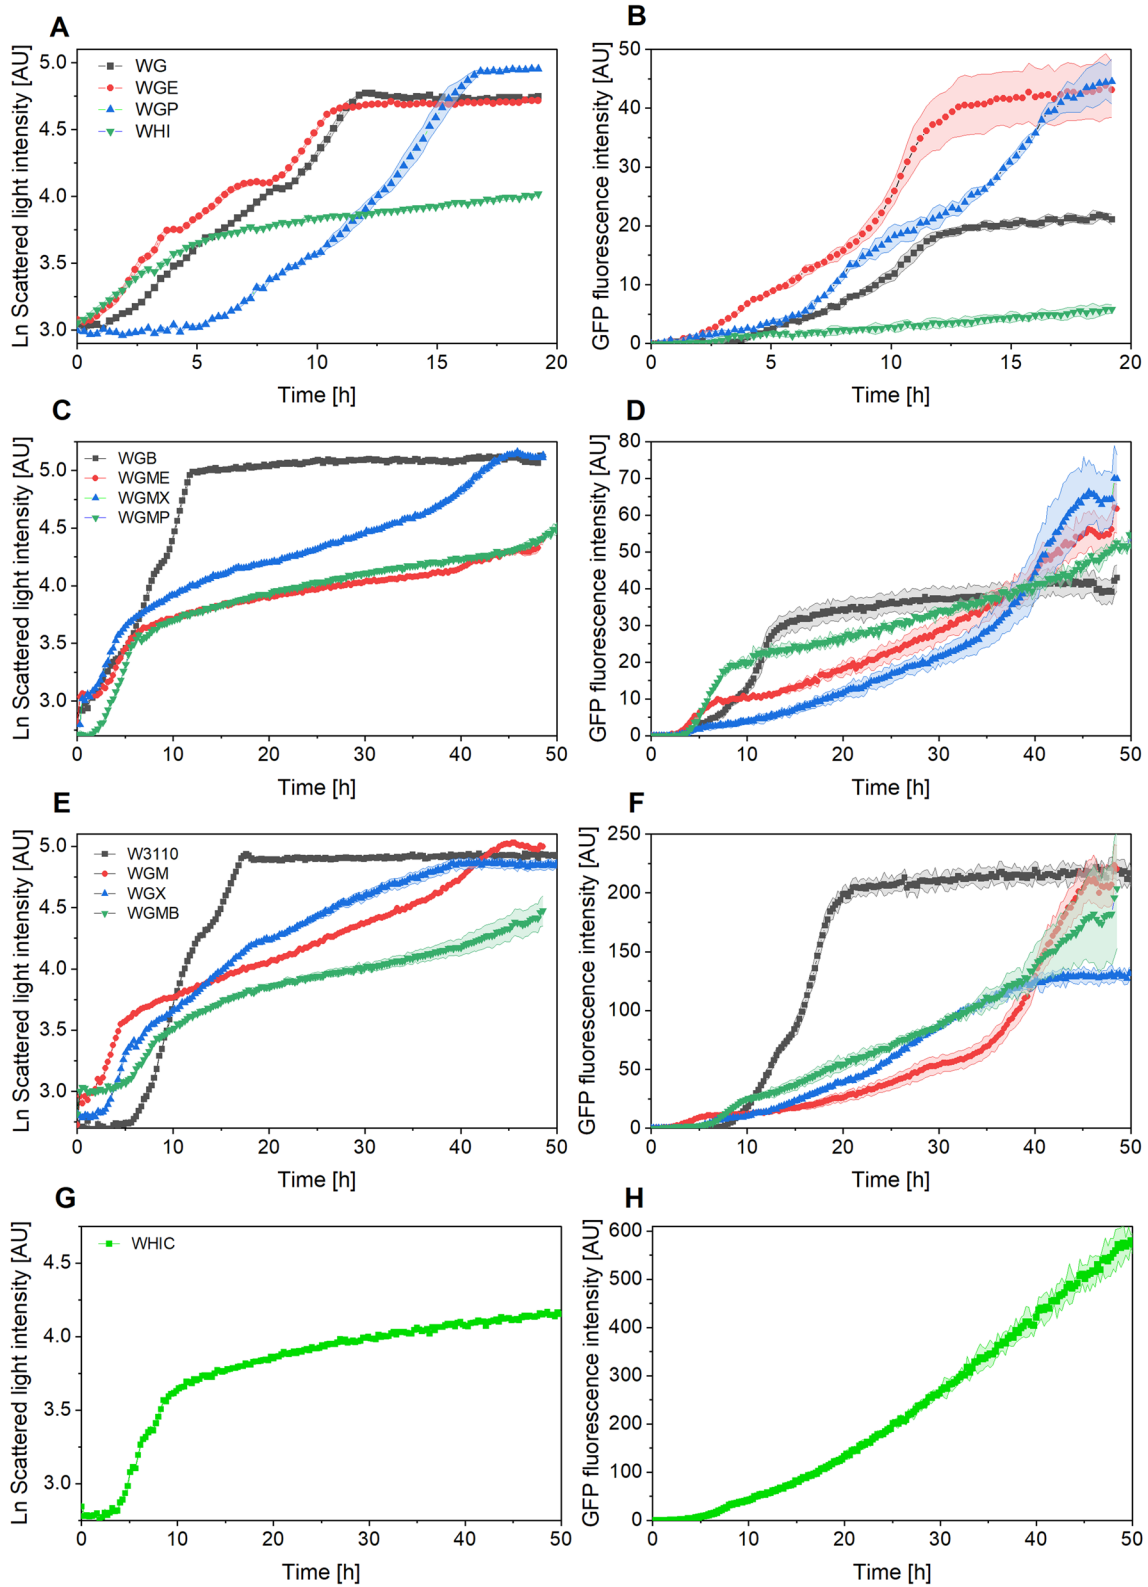 A
Ln Scattered light intensity [AU]
5.0
4.5
4.0
3.5
3.0
WG
WGE
WGP
WHI
0
5
10
15
20
Time [h]
B
GFP fluorescence intensity [AU]
50
40
30
20
10
0
0
5
10
15
20
Time [h]
C
Ln Scattered light intensity [AU]
5.0
4.5
4.0
3.5
3.0
WGB
WGME
WGMX
WGMP
0
10
20
30
40
50
Time [h]
D
GFP fluorescence intensity [AU]
80
70
60
50
40
30
20
10
0
0
10
20
30
40
50
Time [h]
E
Ln Scattered light intensity [AU]
5.0
4.5
4.0
3.5
3.0
W3110
WGM
WGX
WGMB
0
10
20
30
40
50
Time [h]
F
GFP fluorescence intensity [AU]
250
200
150
100
50
0
0
10
20
30
40
50
Time [h]
G
Ln Scattered light intensity [AU]
4.5
4.0
3.5
3.0
WHIC
0
10
20
30
40
50
Time [h]
H
GFP fluorescence intensity [AU]
600
500
400
300
200
100
0
0
10
20
30
40
50
Time [h]